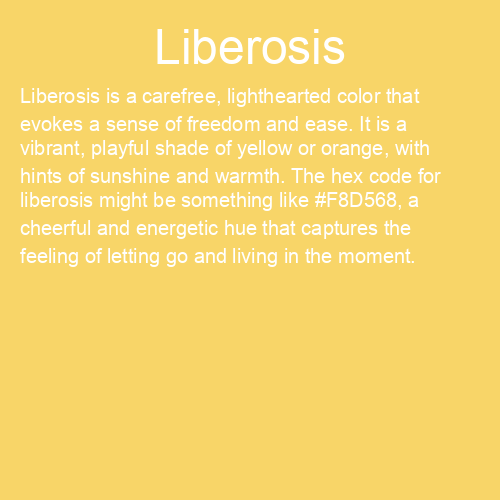 Liberosis
Liberosis is a carefree, lighthearted color that
evokes a sense of freedom and ease. It is a
vibrant, playful shade of yellow or orange, with
hints of sunshine and warmth. The hex code for
liberosis might be something like #F8D568, a
cheerful and energetic hue that captures the
feeling of letting go and living in the moment.